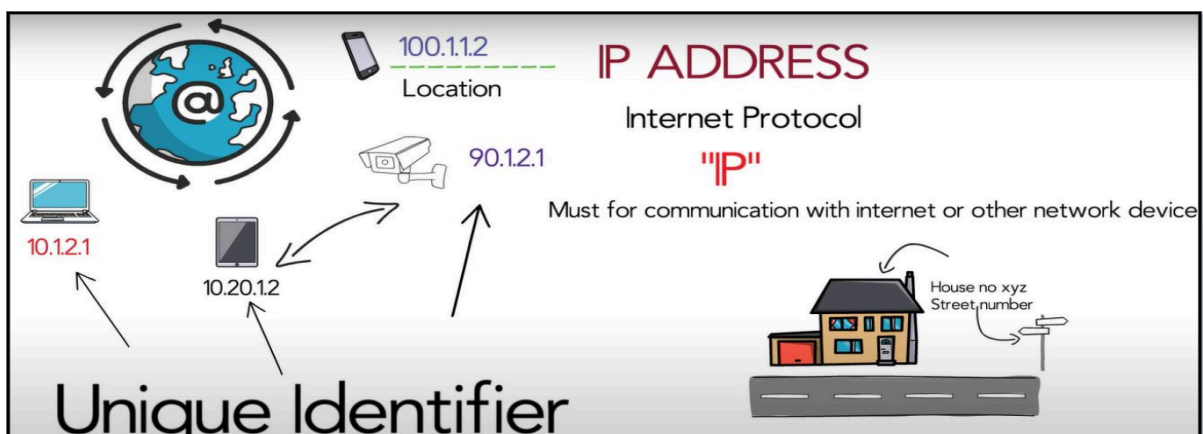 100.1.1.2
Location
IP ADDRESS
Internet Protocol
"IP"
Must for communication with internet or other network device
@
90.1.2.1
10.1.2.1
10.20.1.2
House no xyz
Street number
Unique Identifier